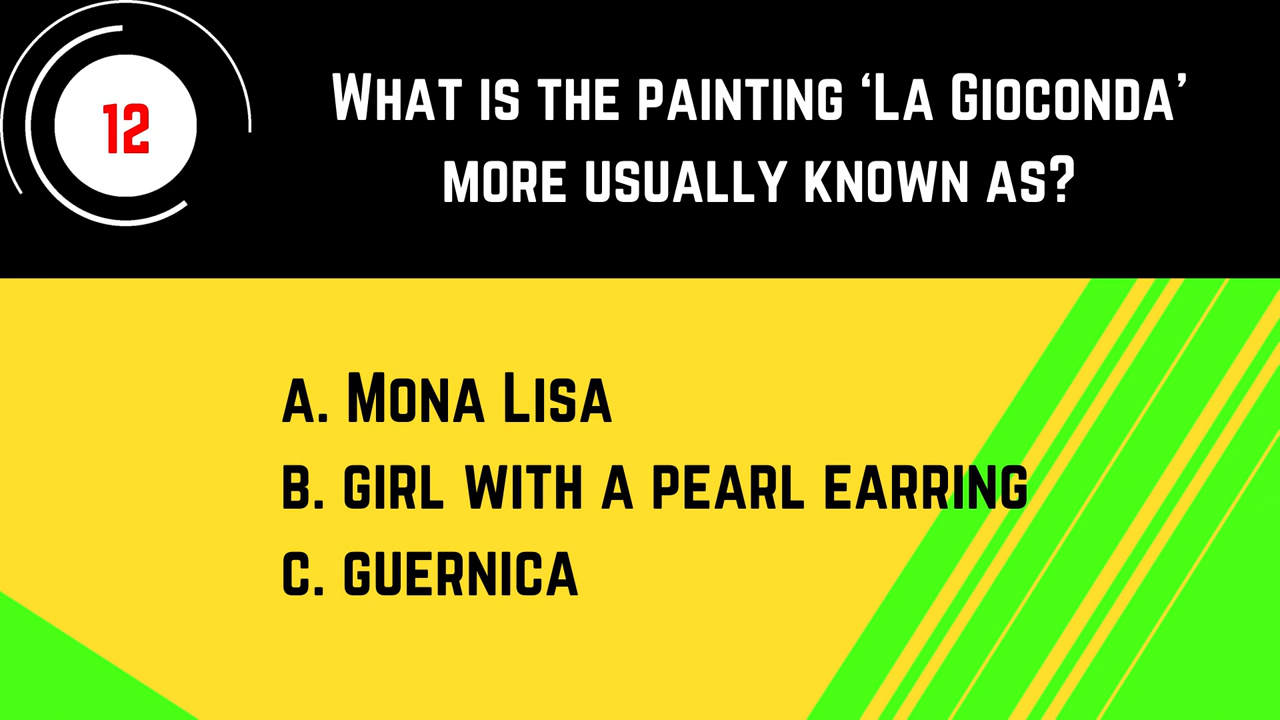 12
What is the painting ‘La Gioconda’
more usually known as?
a. Mona Lisa
b. girl with a pearl earring
c. guernica